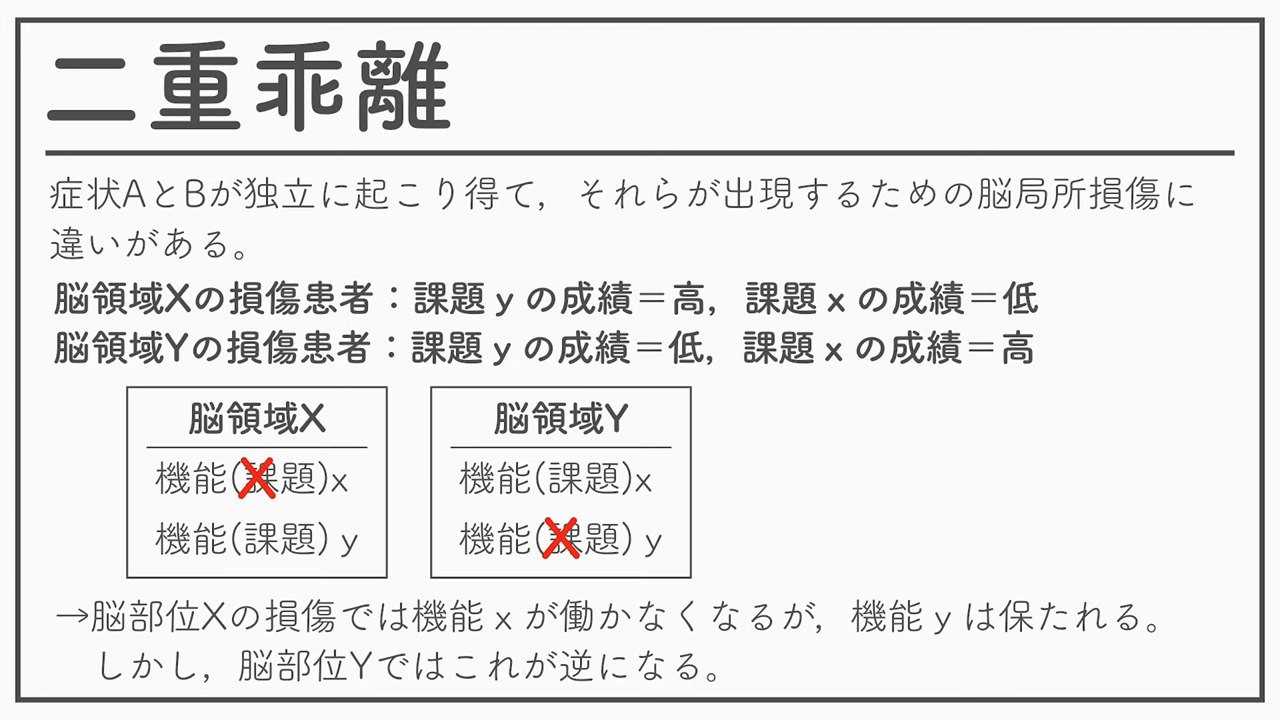 二重乖離
症状AとBが独立に起こり得て，それらが出現するための脳局所損傷に
違いがある。
脳領域Xの損傷患者：課題 y の成績＝高，課題 x の成績＝低
脳領域Yの損傷患者：課題 y の成績＝低，課題 x の成績＝高
脳領域X
機能(課題)x
機能(課題) y
脳領域Y
機能(課題)x
機能(課題) y
→脳部位Xの損傷では機能 x が働かなくなるが，機能 y は保たれる。
しかし，脳部位Yではこれが逆になる。